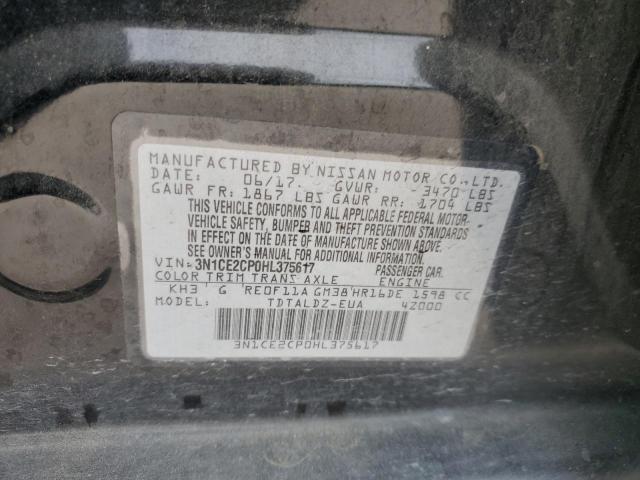 MANUFACTURED BY NISSAN MOTOR CO., LTD.
DATE: 06/17 GVWR: 3470 LBS
GAWR FR: 1867 LBS GAWR RR: 1704 LBS
THIS VEHICLE CONFORMS TO ALL APPLICABLE FEDERAL MOTOR
VEHICLE SAFETY, BUMPER AND THEFT PREVENTION STANDARDS
IN EFFECT ON THE DATE OF MANUFACTURE SHOWN ABOVE.
SEE OWNER'S MANUAL FOR ADDITIONAL INFORMATION.
VIN: 3N1CE2CP0HL375617 PASSENGER CAR.
COLOR TRIM TRANS AXLE ENGINE
KH3 G RE0F11A GM38 HR16DE 1598 CC
MODEL: TDTALDZ-EUA 4Z000
3N1CE2CP0HL375617